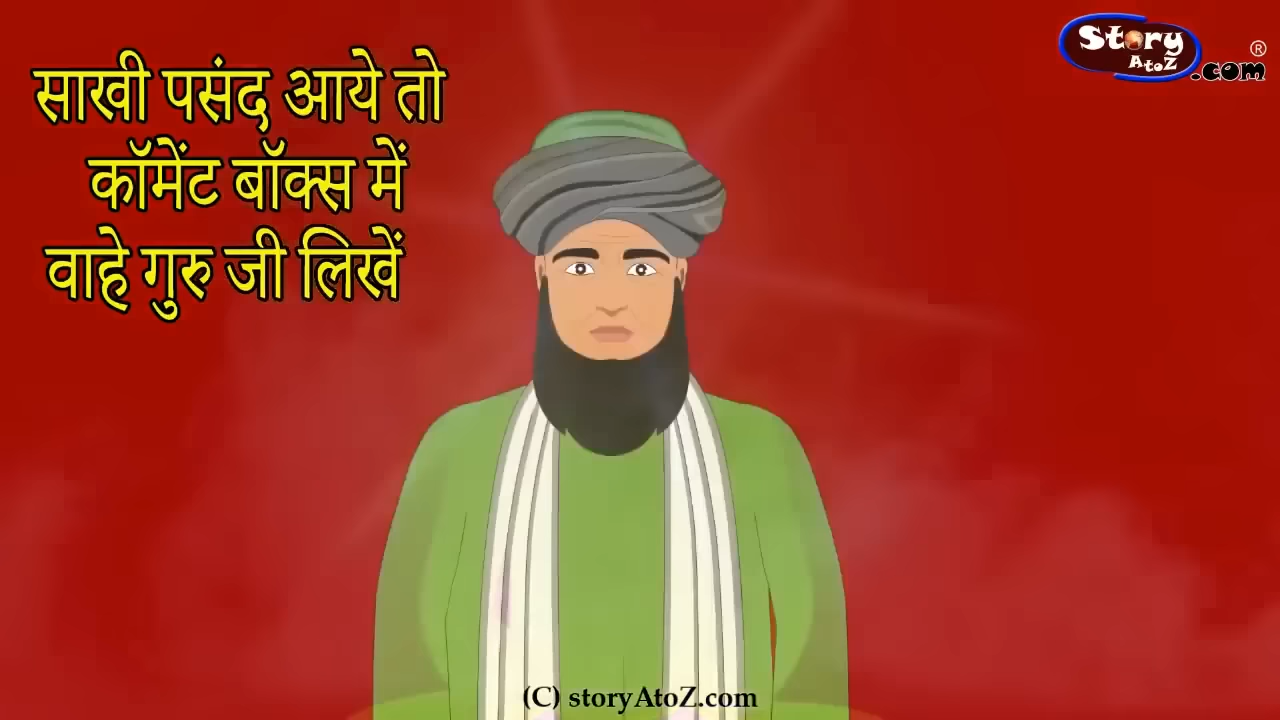 साखी पसंद आये तो
कॉमेंट बॉक्स में
वाहे गुरु जी लिखें
Story
AtoZ
.com
®
(C) storyAtoZ.com